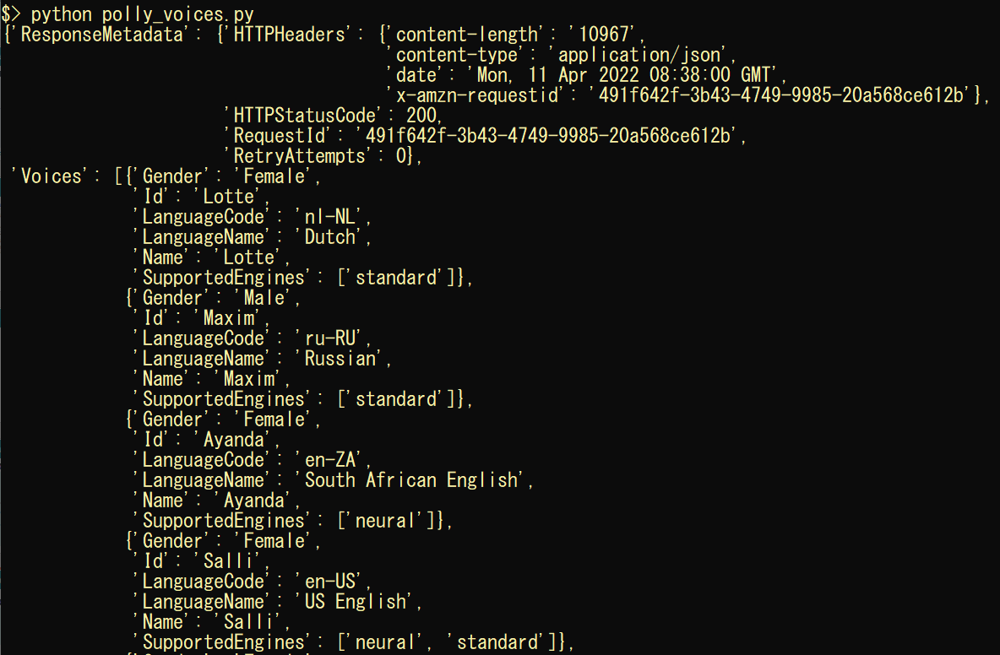 $> python polly_voices.py
{'ResponseMetadata': {'HTTPHeaders': {'content-length': '10967',
                                      'content-type': 'application/json',
                                      'date': 'Mon, 11 Apr 2022 08:38:00 GMT',
                                      'x-amzn-requestid': '491f642f-3b43-4749-9985-20a568ce612b'},
                      'HTTPStatusCode': 200,
                      'RequestId': '491f642f-3b43-4749-9985-20a568ce612b',
                      'RetryAttempts': 0},
 'Voices': [{'Gender': 'Female',
             'Id': 'Lotte',
             'LanguageCode': 'nl-NL',
             'LanguageName': 'Dutch',
             'Name': 'Lotte',
             'SupportedEngines': ['standard']},
            {'Gender': 'Male',
             'Id': 'Maxim',
             'LanguageCode': 'ru-RU',
             'LanguageName': 'Russian',
             'Name': 'Maxim',
             'SupportedEngines': ['standard']},
            {'Gender': 'Female',
             'Id': 'Ayanda',
             'LanguageCode': 'en-ZA',
             'LanguageName': 'South African English',
             'Name': 'Ayanda',
             'SupportedEngines': ['neural']},
            {'Gender': 'Female',
             'Id': 'Salli',
             'LanguageCode': 'en-US',
             'LanguageName': 'US English',
             'Name': 'Salli',
             'SupportedEngines': ['neural', 'standard']},